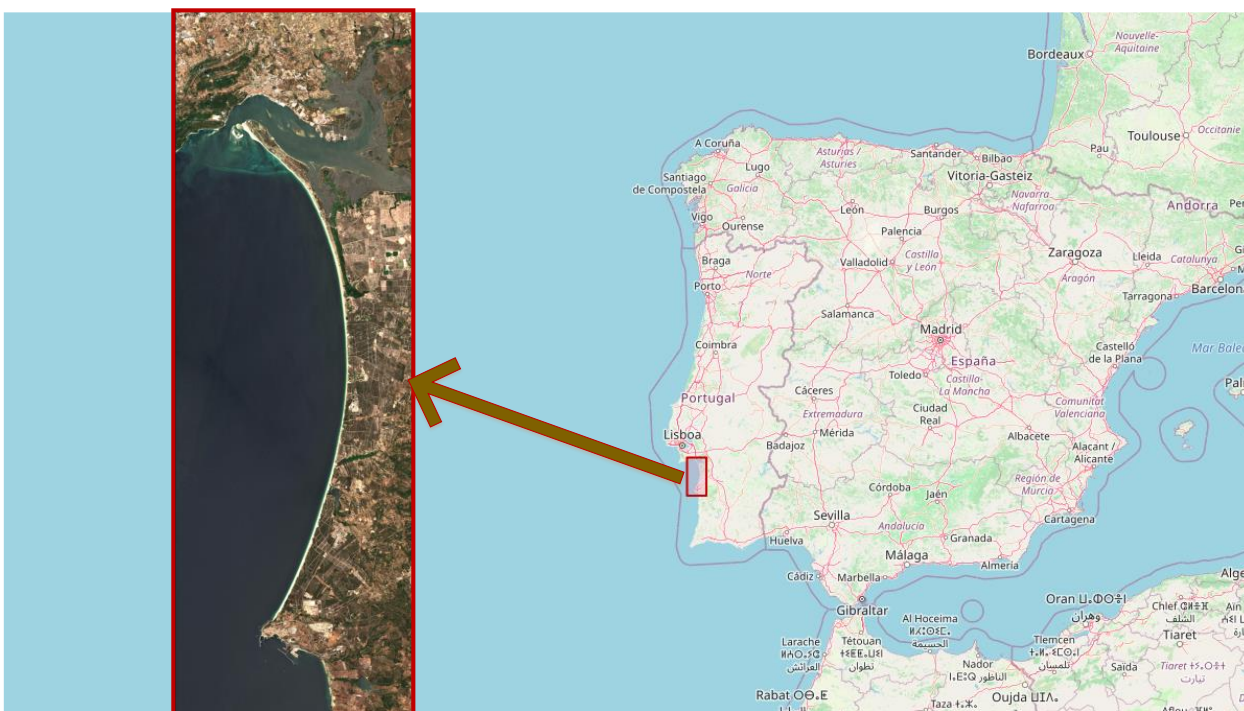 Bordeaux
Nouvelle-
Aquitaine
Toulouse
Occitanie
Pau
A Coruña
Lugo
Asturias /
Asturies
Santander
Bilbao
Vitoria-Gasteiz
Santiago
de Compostela
Galicia
Navarra -
Nafarroa
Andorra
Vigo
Ourense
León
Burgos
Palencia
Braga
Norte
Porto
Valladolid
Castilla
y León
Zaragoza
Lleida
Catalunya
Aragón
Barcelona
Tarragona
Salamanca
Coimbra
Madrid
España
Castelló
de la Plana
Toledo
Castilla-
La Mancha
Portugal
Cáceres
Extremadura
Ciudad
Real
Comunitat
Valenciana
Lisboa
Badajoz
Mérida
Albacete
Alacant /
Alicante
Córdoba
Jaén
Región de
Murcia
Sevilla
Andalucía
Cartagena
Huelva
Granada
Málaga
Almería
Cádiz
Marbella
Gibraltar
Al Hoceima
الحسيمة
Oran
وهران
Chlef
الشلف
Tiaret
تيارت
Larache
العرائش
Tétouan
تطوان
Tlemcen
تلمسان
Saïda
Nador
الناظور
Rabat
Taza
Oujda